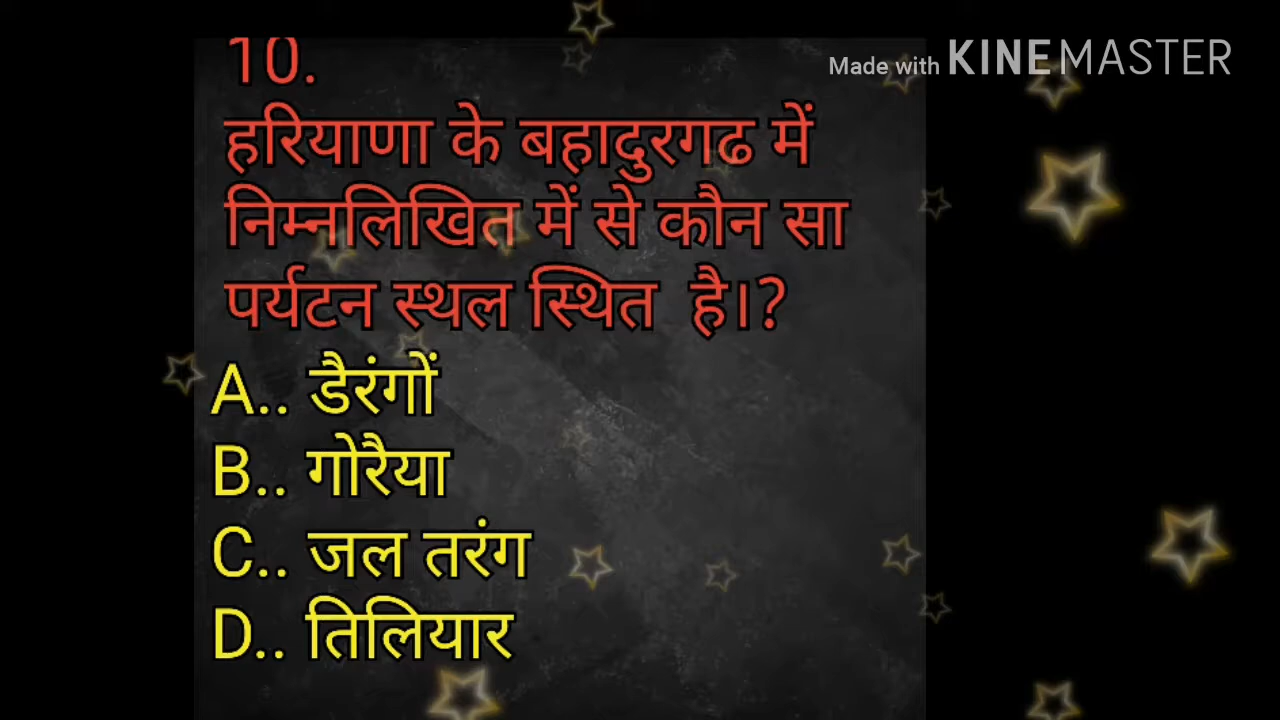 Made with KINEMASTER
10.
हरियाणा के बहादुरगढ में
निम्नलिखित में से कौन सा
पर्यटन स्थल स्थित है।?
A.. डैरंगों
B.. गोरैया
C.. जल तरंग
D.. तिलियार